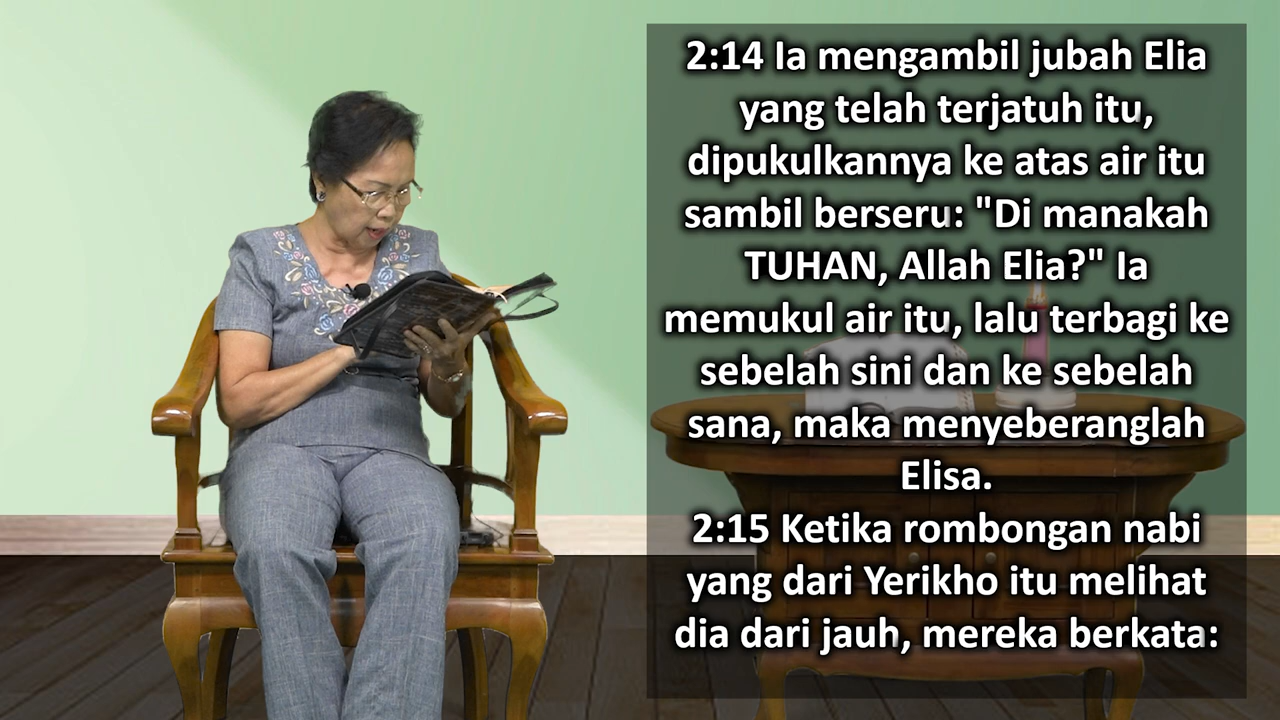 2:14 Ia mengambil jubah Elia
yang telah terjatuh itu,
dipukulkannya ke atas air itu
sambil berseru: "Di manakah
TUHAN, Allah Elia?" Ia
memukul air itu, lalu terbagi ke
sebelah sini dan ke sebelah
sana, maka menyeberanglah
Elisa.
2:15 Ketika rombongan nabi
yang dari Yerikho itu melihat
dia dari jauh, mereka berkata: